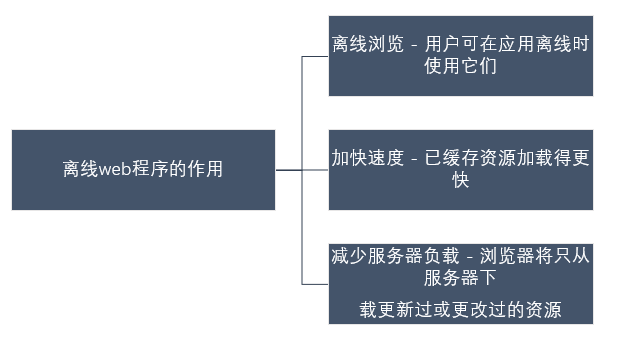 离线web程序的作用
离线浏览 - 用户可在应用离线时
使用它们
加快速度 - 已缓存资源加载得更
快
减少服务器负载 - 浏览器将只从
服务器下
载更新过或更改过的资源